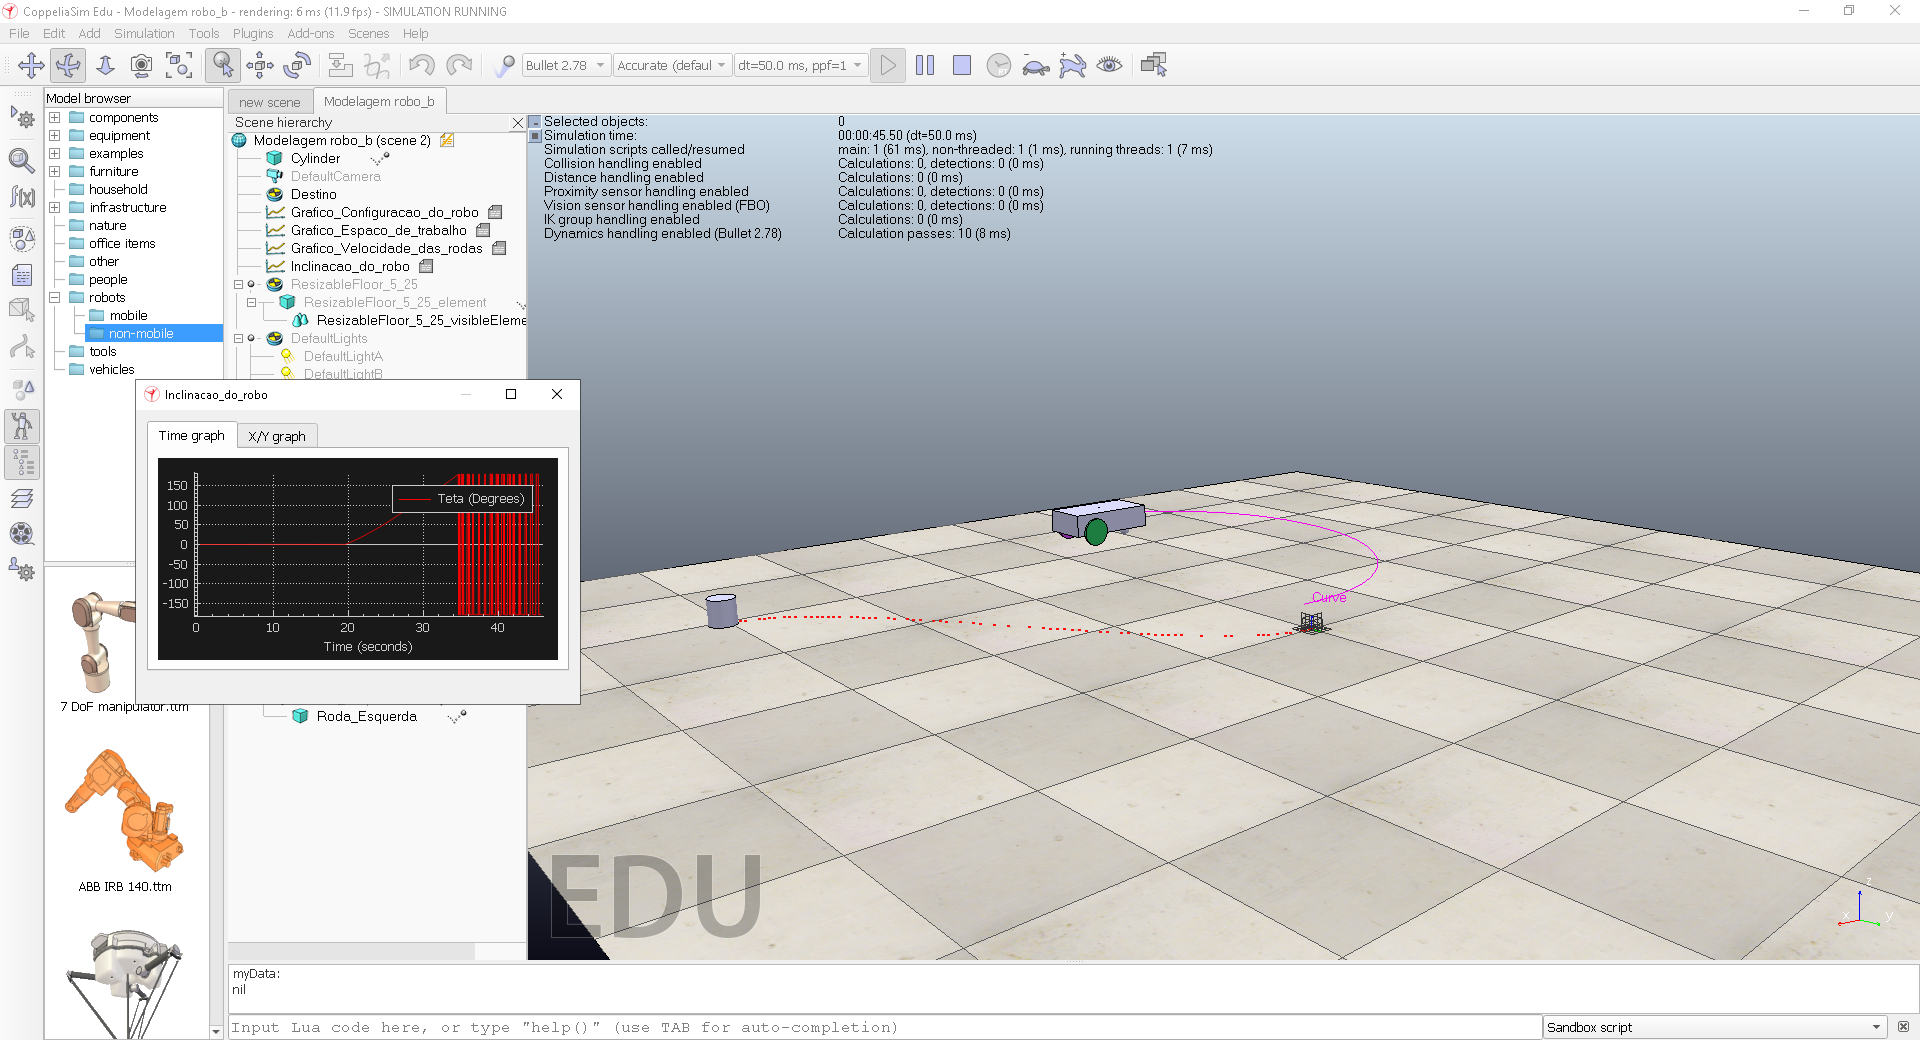 CoppeliaSim Edu - Modelagem robo_b - rendering: 6 ms (11.9 fps) - SIMULATION RUNNING
File Edit Add Simulation Tools Plugins Add-ons Scenes Help
Bullet 2.78 Accurate (defaul dt=50.0 ms, ppf=1
Model browser
components
equipment
examples
furniture
household
infrastructure
nature
office items
other
people
robots
mobile
non-mobile
tools
vehicles
7 DoF manipulator.ttm
ABB IRB 140.ttm
new scene Modelagem robo_b
Scene hierarchy
Modelagem robo_b (scene 2)
Cylinder
DefaultCamera
Destino
Grafico_Configuracao_do_robo
Grafico_Espaco_de_trabalho
Grafico_Velocidade_das_rodas
Inclinacao_do_robo
ResizableFloor_5_25
ResizableFloor_5_25_element
ResizableFloor_5_25_visibleEleme
DefaultLights
DefaultLightA
DefaultLightB
Roda_Esquerda
Inclinacao_do_robo
Time graph X/Y graph
Teta (Degrees)
150
100
50
0
-50
-100
-150
0 10 20 30 40
Time (seconds)
Selected objects: 0
Simulation time: 00:00:45.50 (dt=50.0 ms)
Simulation scripts called/resumed main: 1 (61 ms), non-threaded: 1 (1 ms), running threads: 1 (7 ms)
Collision handling enabled Calculations: 0, detections: 0 (0 ms)
Distance handling enabled Calculations: 0 (0 ms)
Proximity sensor handling enabled Calculations: 0, detections: 0 (0 ms)
Vision sensor handling enabled (FBO) Calculations: 0, detections: 0 (0 ms)
IK group handling enabled Calculations: 0 (0 ms)
Dynamics handling enabled (Bullet 2.78) Calculation passes: 10 (8 ms)
Curve
EDU
z
x
y
myData:
nil
Input Lua code here, or type "help()" (use TAB for auto-completion)
Sandbox script